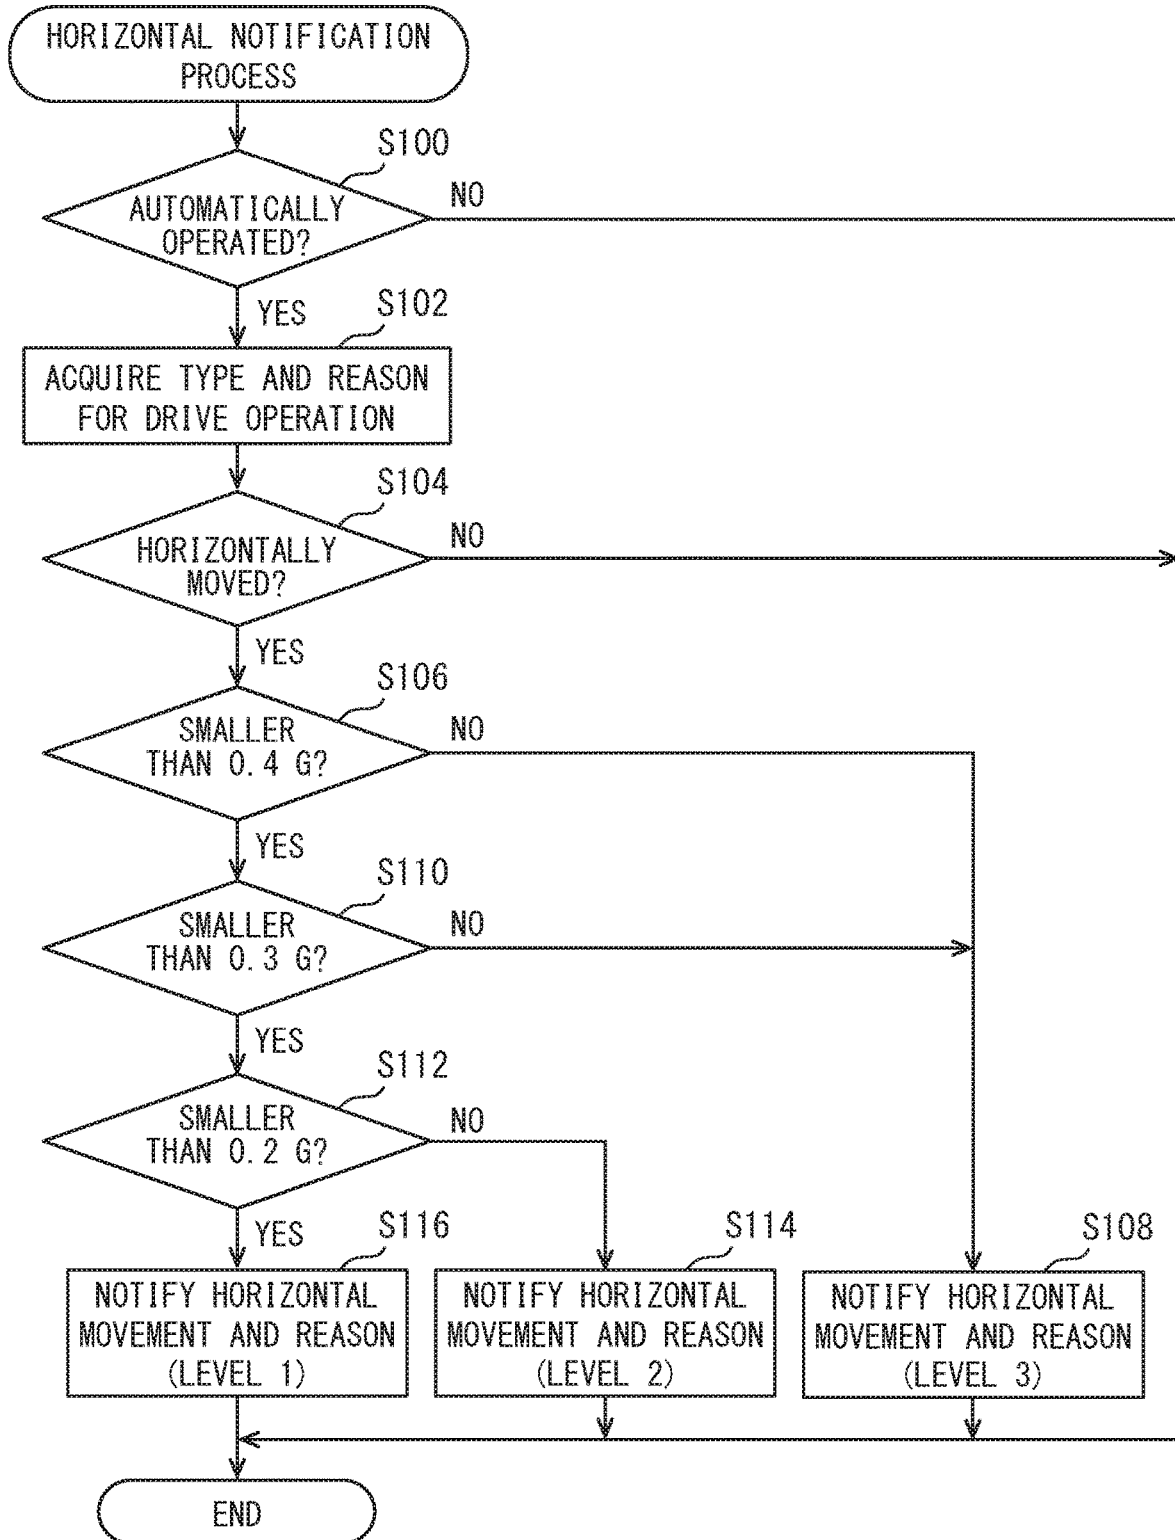 HORIZONTAL NOTIFICATION
PROCESS
S100
AUTOMATICALLY
OPERATED?
NO
YES
S102
ACQUIRE TYPE AND REASON
FOR DRIVE OPERATION
S104
HORIZONTALLY
MOVED?
NO
YES
S106
SMALLER
THAN 0.4 G?
NO
YES
S110
SMALLER
THAN 0.3 G?
NO
YES
S112
SMALLER
THAN 0.2 G?
NO
YES
S116
NOTIFY HORIZONTAL
MOVEMENT AND REASON
(LEVEL 1)
S114
NOTIFY HORIZONTAL
MOVEMENT AND REASON
(LEVEL 2)
S108
NOTIFY HORIZONTAL
MOVEMENT AND REASON
(LEVEL 3)
END